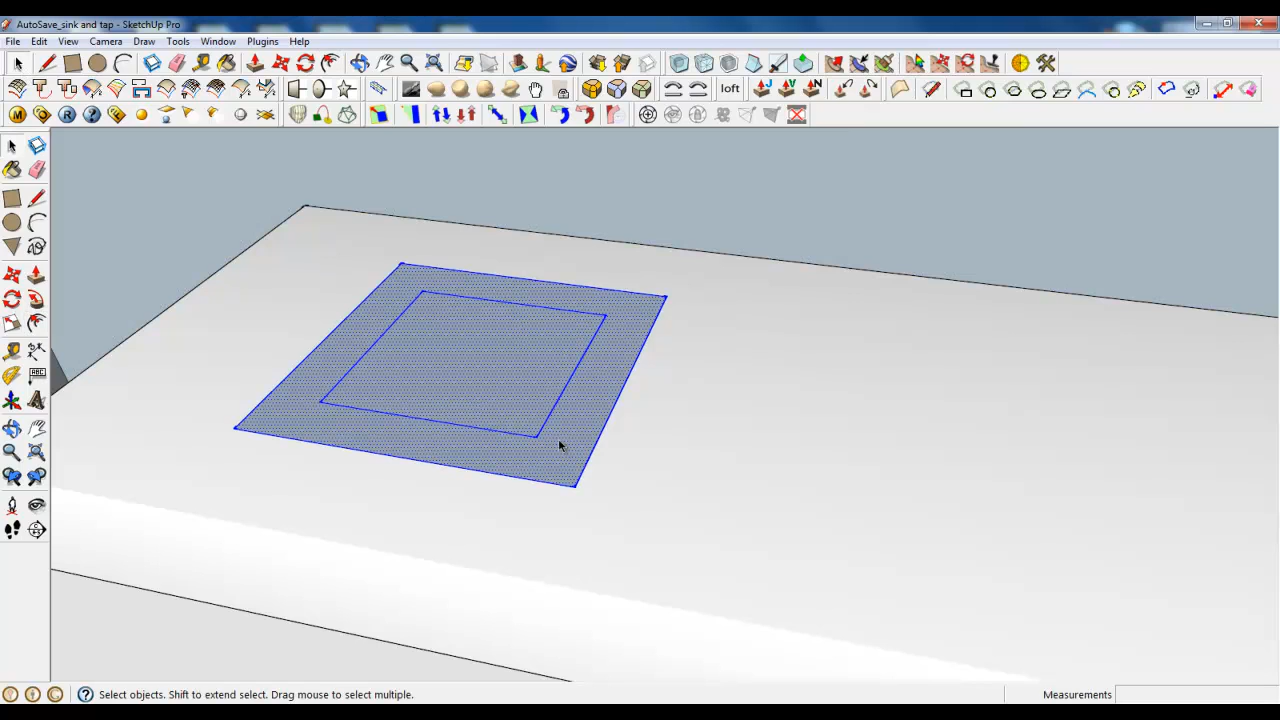 AutoSave_sink and tap - SketchUp Pro
File Edit View Camera Draw Tools Window Plugins Help
loft
M R ?
ABC
? Select objects. Shift to extend select. Drag mouse to select multiple.
Measurements